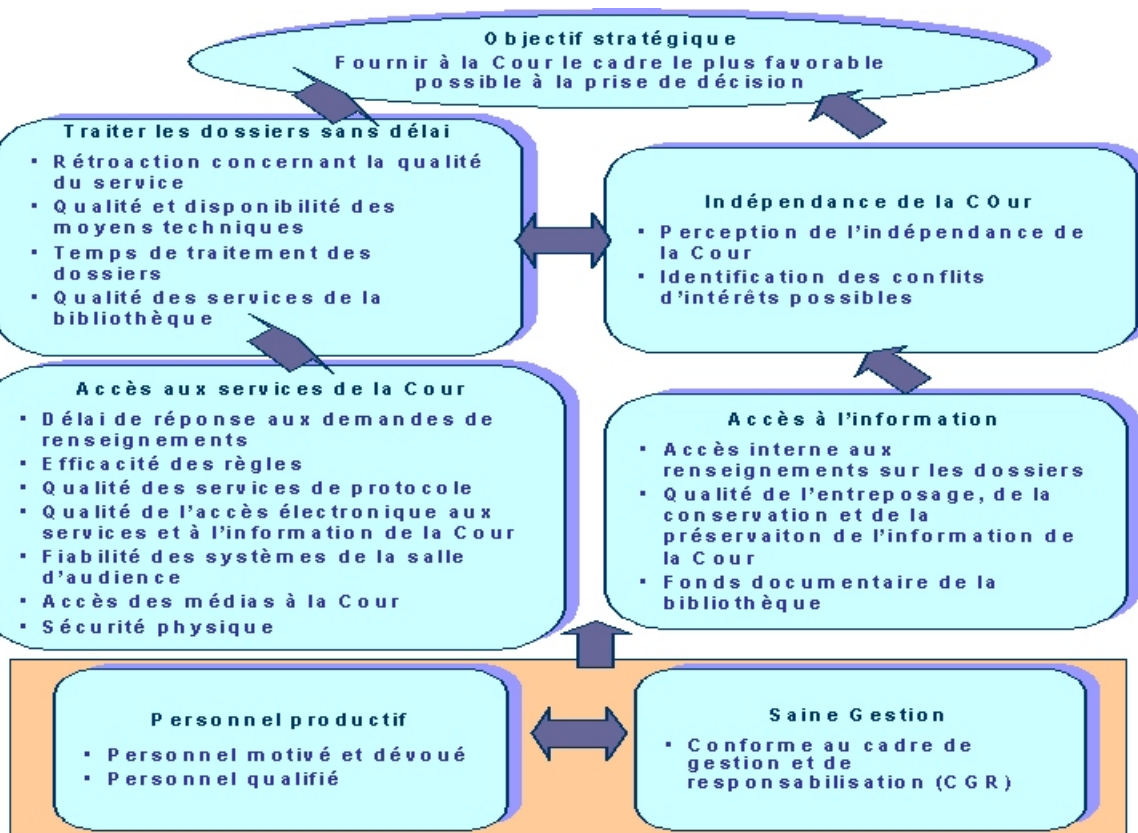 Objectif stratégique
Fournir à la Cour le cadre le plus favorable
possible à la prise de décision
Traiter les dossiers sans délai
▪ Rétroaction concernant la qualité
du service
▪ Qualité et disponibilité des
moyens techniques
▪ Temps de traitement des
dossiers
▪ Qualité des services de la
bibliothèque
Indépendance de la COur
▪ Perception de l'indépendance de
la Cour
▪ Identification des conflits
d'intérêts possibles
Accès aux services de la Cour
▪ Délai de réponse aux demandes de
renseignements
▪ Efficacité des règles
▪ Qualité des services de protocole
▪ Qualité de l'accès électronique aux
services et à l'information de la Cour
▪ Fiabilité des systèmes de la salle
d'audience
▪ Accès des médias à la Cour
▪ Sécurité physique
Accès à l'information
▪ Accès interne aux
renseignements sur les dossiers
▪ Qualité de l'entreposage, de la
conservation et de la
préservaiton de l'information de
la Cour
▪ Fonds documentaire de la
bibliothèque
Personnel productif
▪ Personnel motivé et dévoué
▪ Personnel qualifié
Saine Gestion
▪ Conforme au cadre de
gestion et de
responsabilisation (CGR)